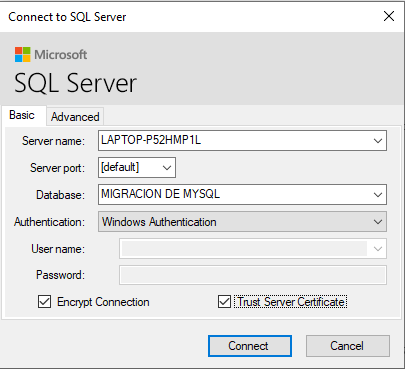 Connect to SQL Server
Microsoft
SQL Server
Basic Advanced
Server name: LAPTOP-P52HMP1L
Server port: [default]
Database: MIGRACION DE MYSQL
Authentication: Windows Authentication
User name:
Password:
Encrypt Connection Trust Server Certificate
Connect Cancel